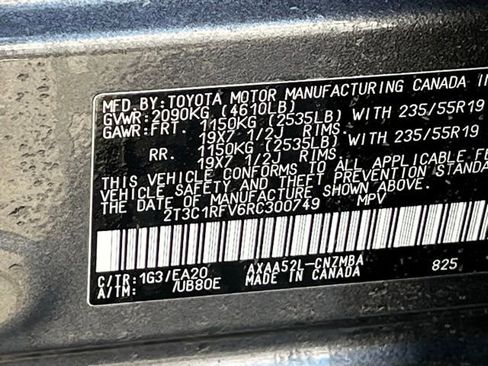 MFD.BY: TOYOTA MOTOR MANUFACTURING CANADA IN
GVWR:2090KG (4610LB)
GAWR:FRT. 1150KG (2535LB) WITH 235/55R19
19X7 1/2J RIMS.
RR. 1150KG (2535LB) WITH 235/55R19
19X7 1/2J RIMS.
THIS VEHICLE CONFORMS TO ALL APPLICABLE FEDE
VEHICLE SAFETY AND THEFT PREVENTION STANDA
THE DATE OF MANUFACTURE SHOWN ABOVE.
2T3C1RFV6RC300749 MPV
C/TR:1G3/EA20 AXAA52L-CNZMBA 825
A/TM: /UB80E MADE IN CANADA